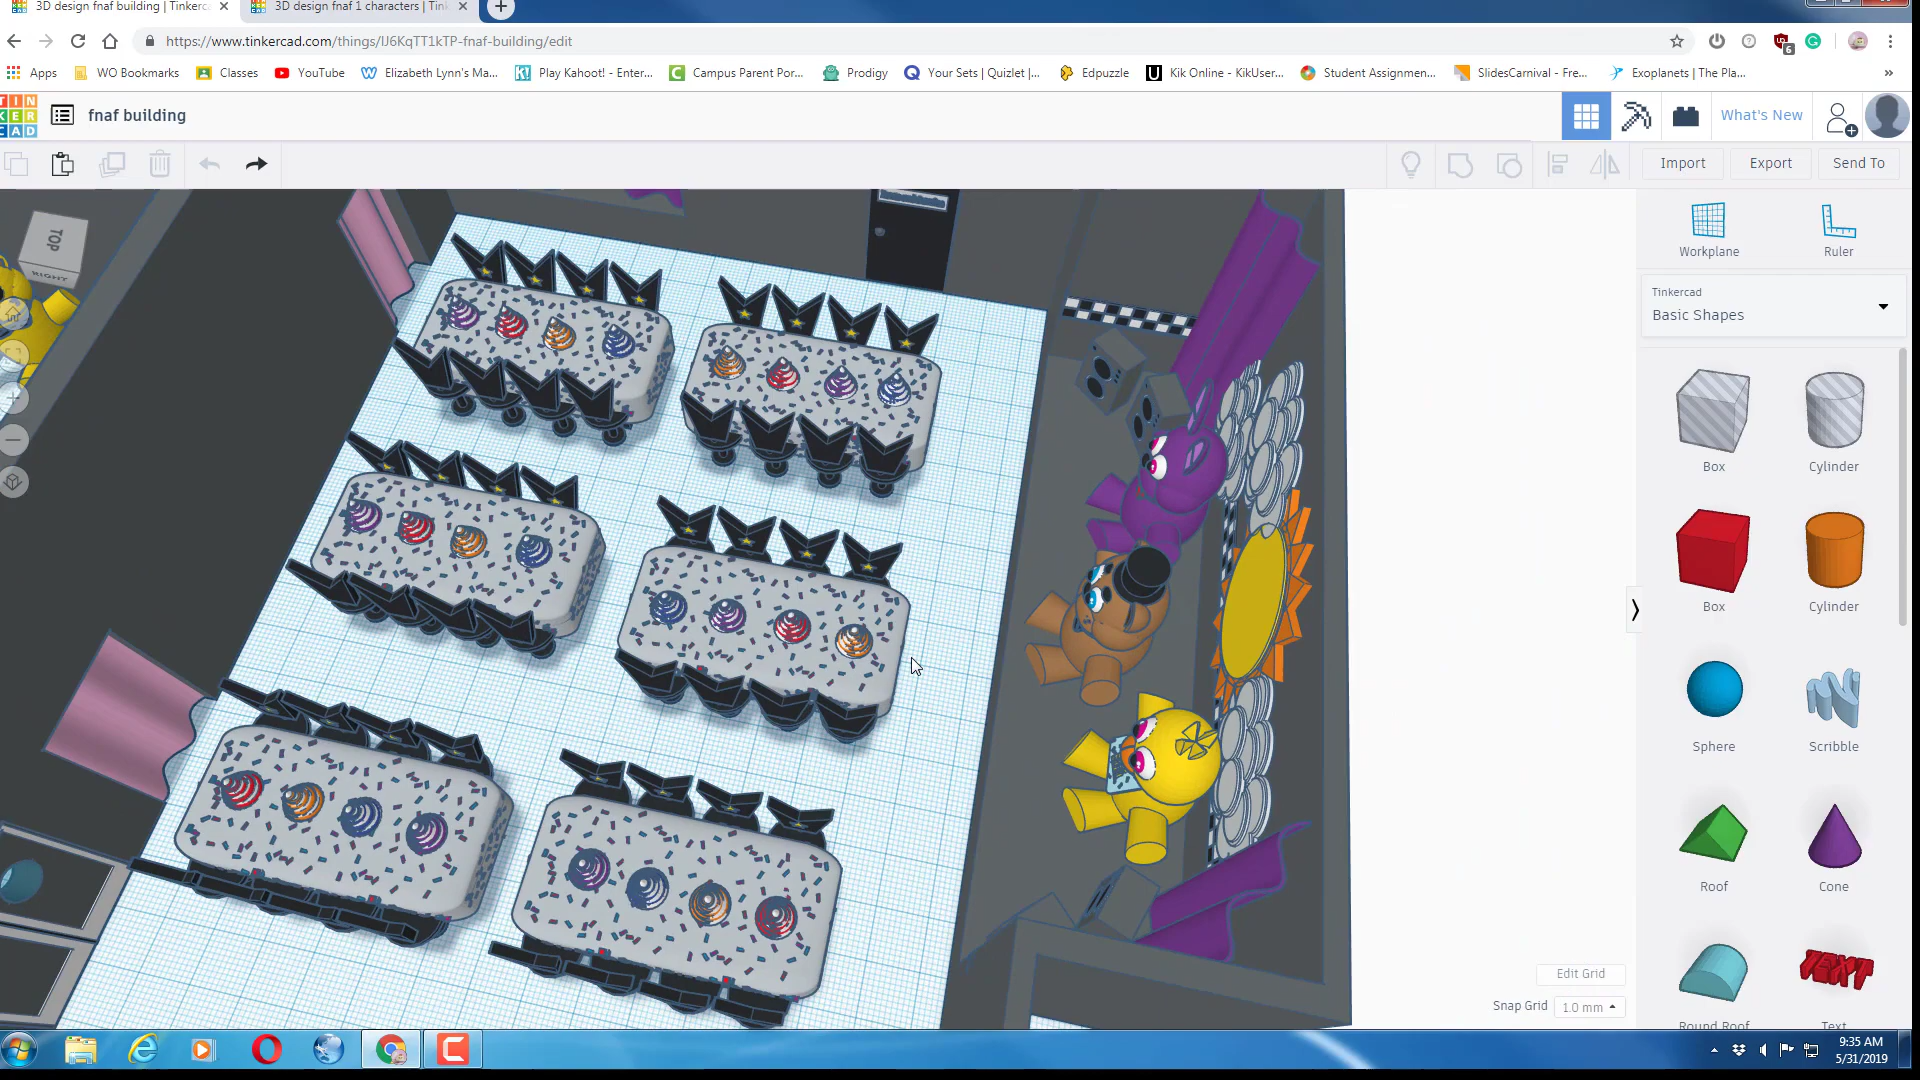 3D design fnaf building | Tinkerc
3D design fnaf 1 characters | Tink
https://www.tinkercad.com/things/lJ6KqTT1kTP-fnaf-building/edit
6
Apps
WO Bookmarks
Classes
YouTube
Elizabeth Lynn's Ma...
Play Kahoot! - Enter...
Campus Parent Por...
Prodigy
Your Sets | Quizlet |...
Edpuzzle
Kik Online - KikUser...
Student Assignmen...
SlidesCarnival - Fre...
Exoplanets | The Pla...
»
TIN
KER
CAD
fnaf building
What's New
Import
Export
Send To
TOP
RIGHT
Workplane
Ruler
Tinkercad
Basic Shapes
Box
Cylinder
Box
Cylinder
Sphere
Scribble
Roof
Cone
TEXT
Round Roof
Text
Edit Grid
Snap Grid
1.0 mm
9:35 AM
5/31/2019